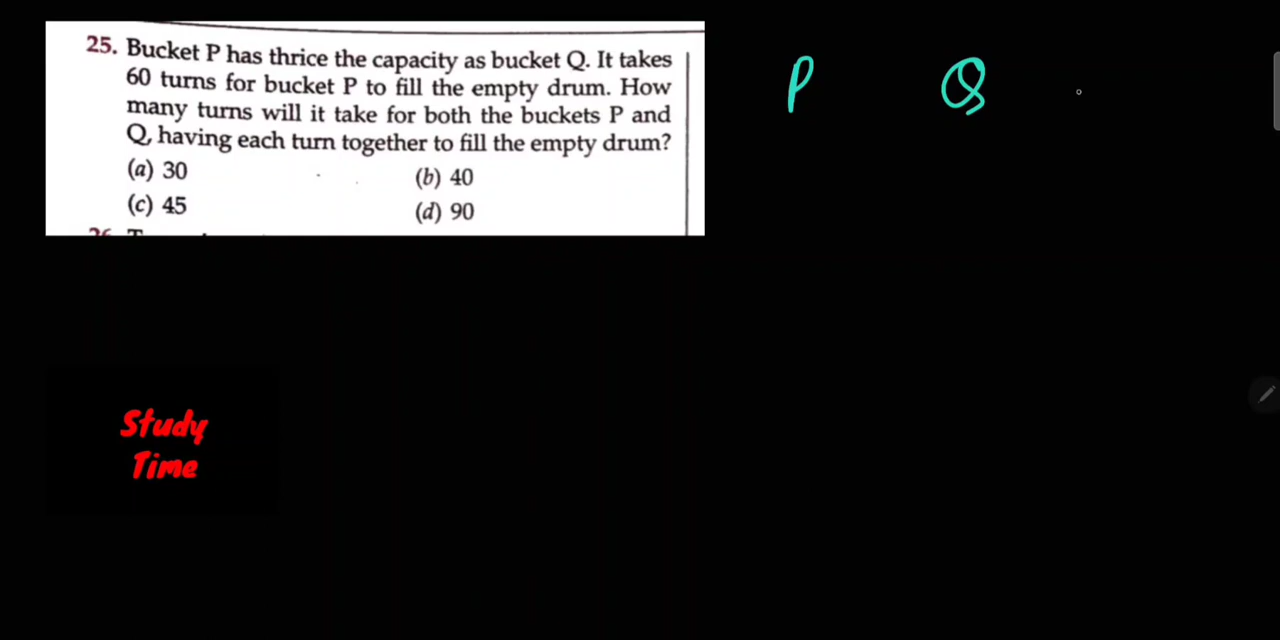 25. Bucket P has thrice the capacity as bucket Q. It takes
60 turns for bucket P to fill the empty drum. How
many turns will it take for both the buckets P and
Q, having each turn together to fill the empty drum?
(a) 30 (b) 40
(c) 45 (d) 90
P Q
Study
Time